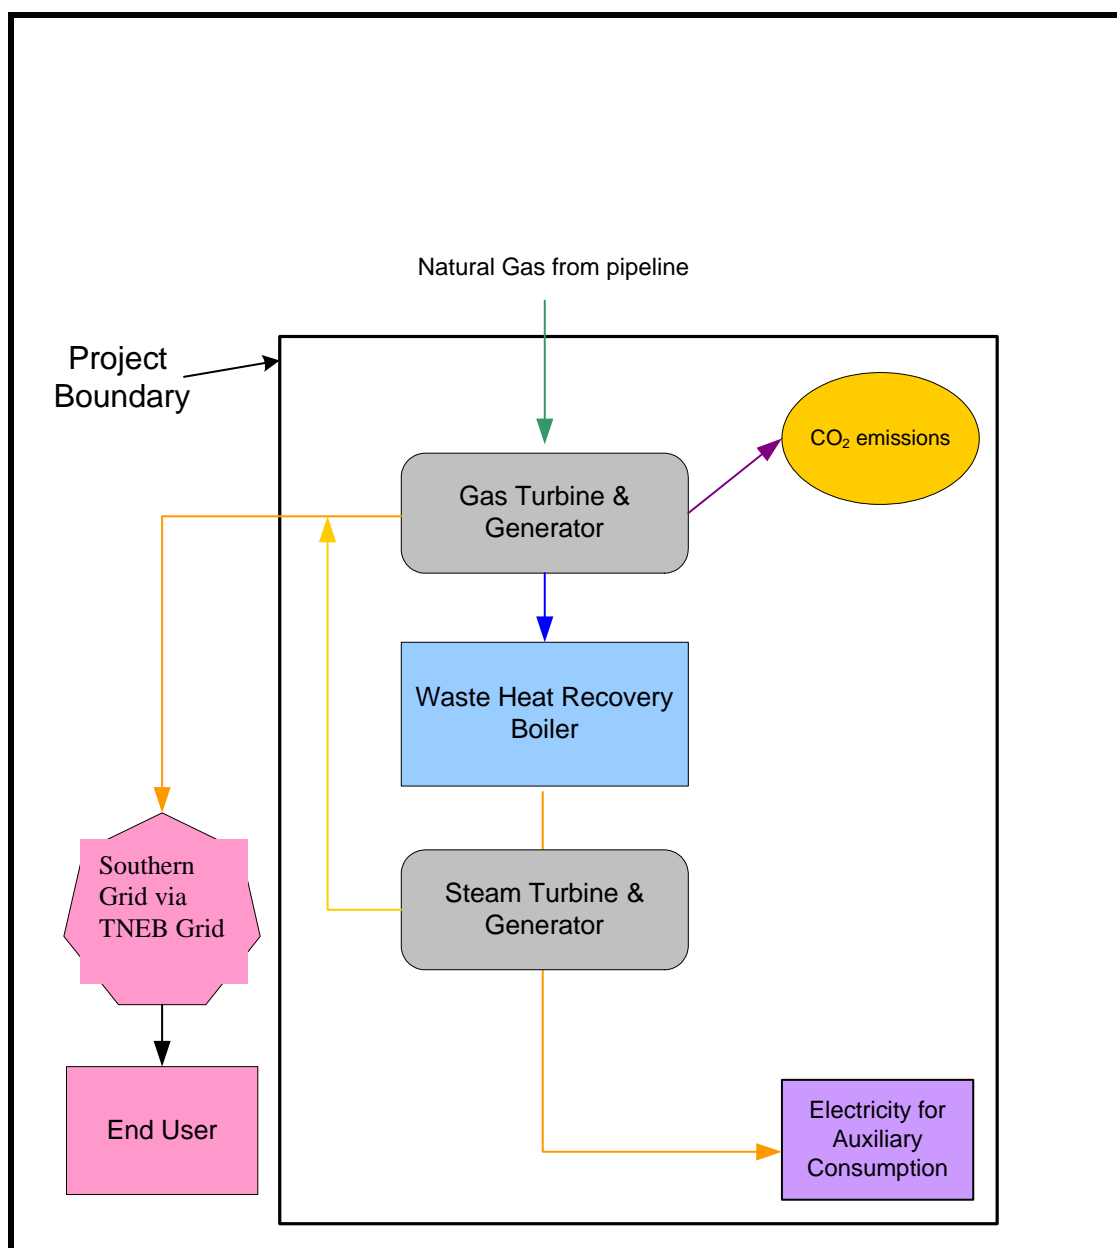 Natural Gas from pipeline
Project
Boundary
CO₂ emissions
Gas Turbine &
Generator
Waste Heat Recovery
Boiler
Southern
Grid via
TNEB Grid
Steam Turbine &
Generator
End User
Electricity for
Auxiliary
Consumption